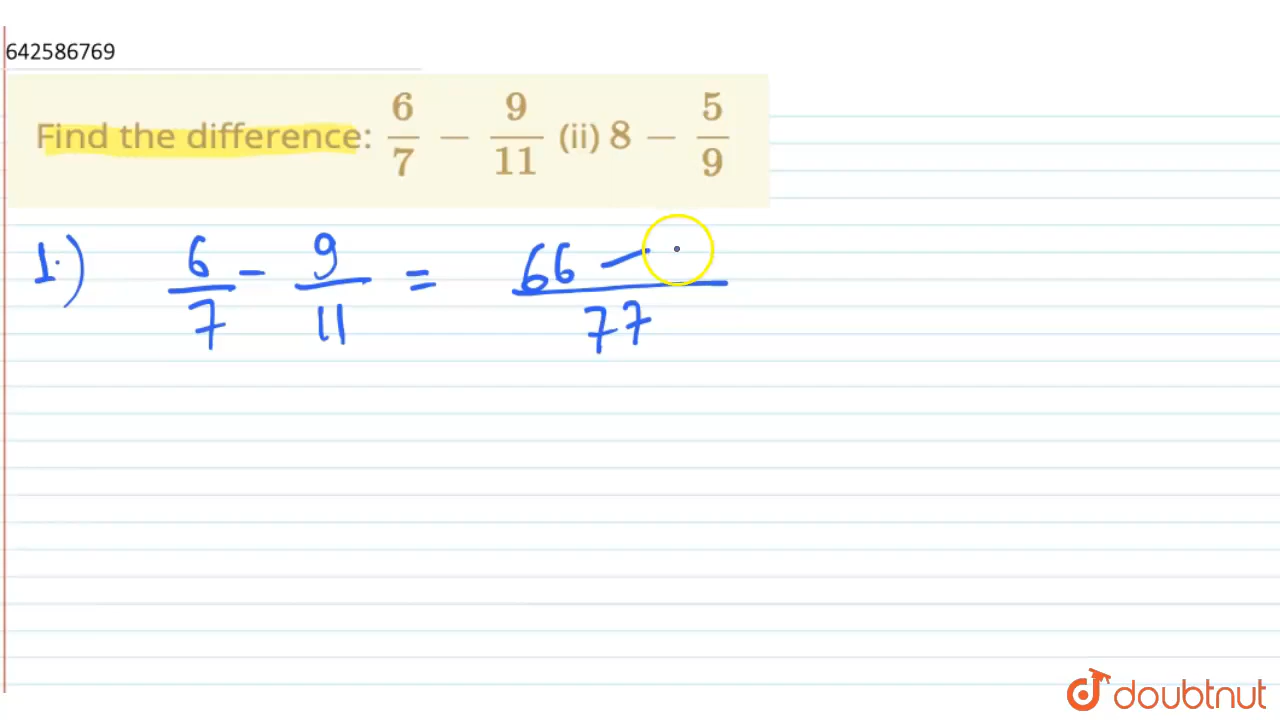 642586769
Find the difference: 6/7 − 9/11 (ii) 8 − 5/9
1.) 6/7 − 9/11 = 66 − /77
doubtnut